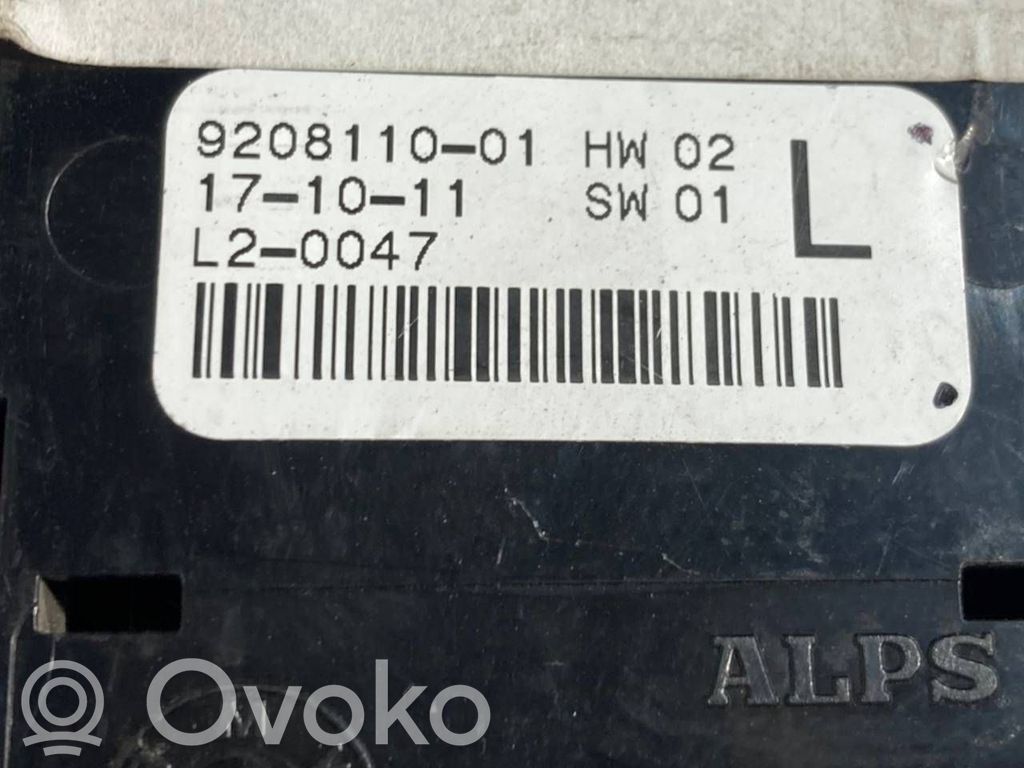 9208110-01 HW 02
17-10-11 SW 01 L
L2-0047
ALPS
Ovoko